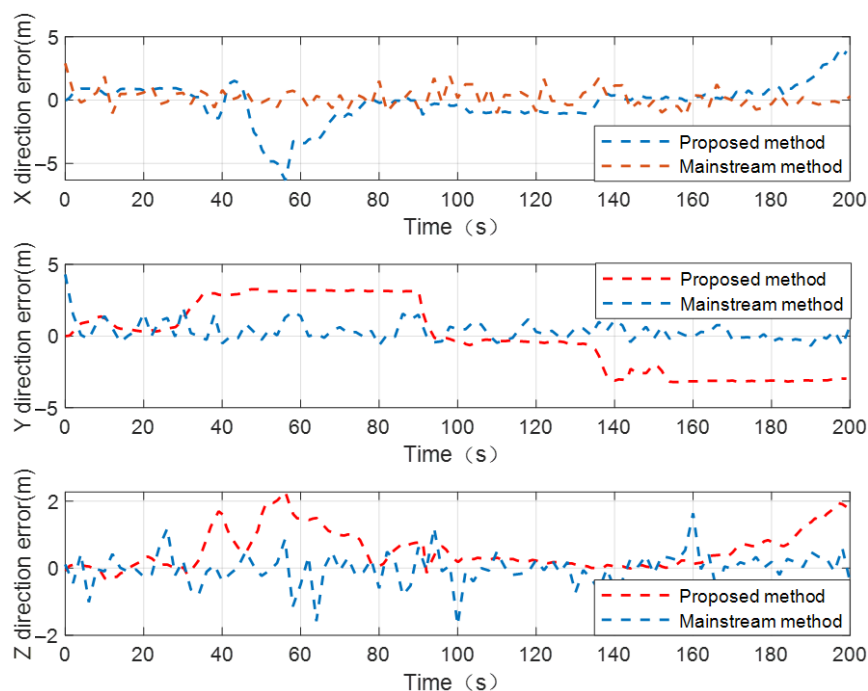 X direction error(m)
5
0
−5
0 20 40 60 80 100 120 140 160 180 200
Time（s）
Proposed method
Mainstream method
Y direction error(m)
5
0
−5
0 20 40 60 80 100 120 140 160 180 200
Time（s）
Proposed method
Mainstream method
Z direction error(m)
2
0
−2
0 20 40 60 80 100 120 140 160 180 200
Time（s）
Proposed method
Mainstream method